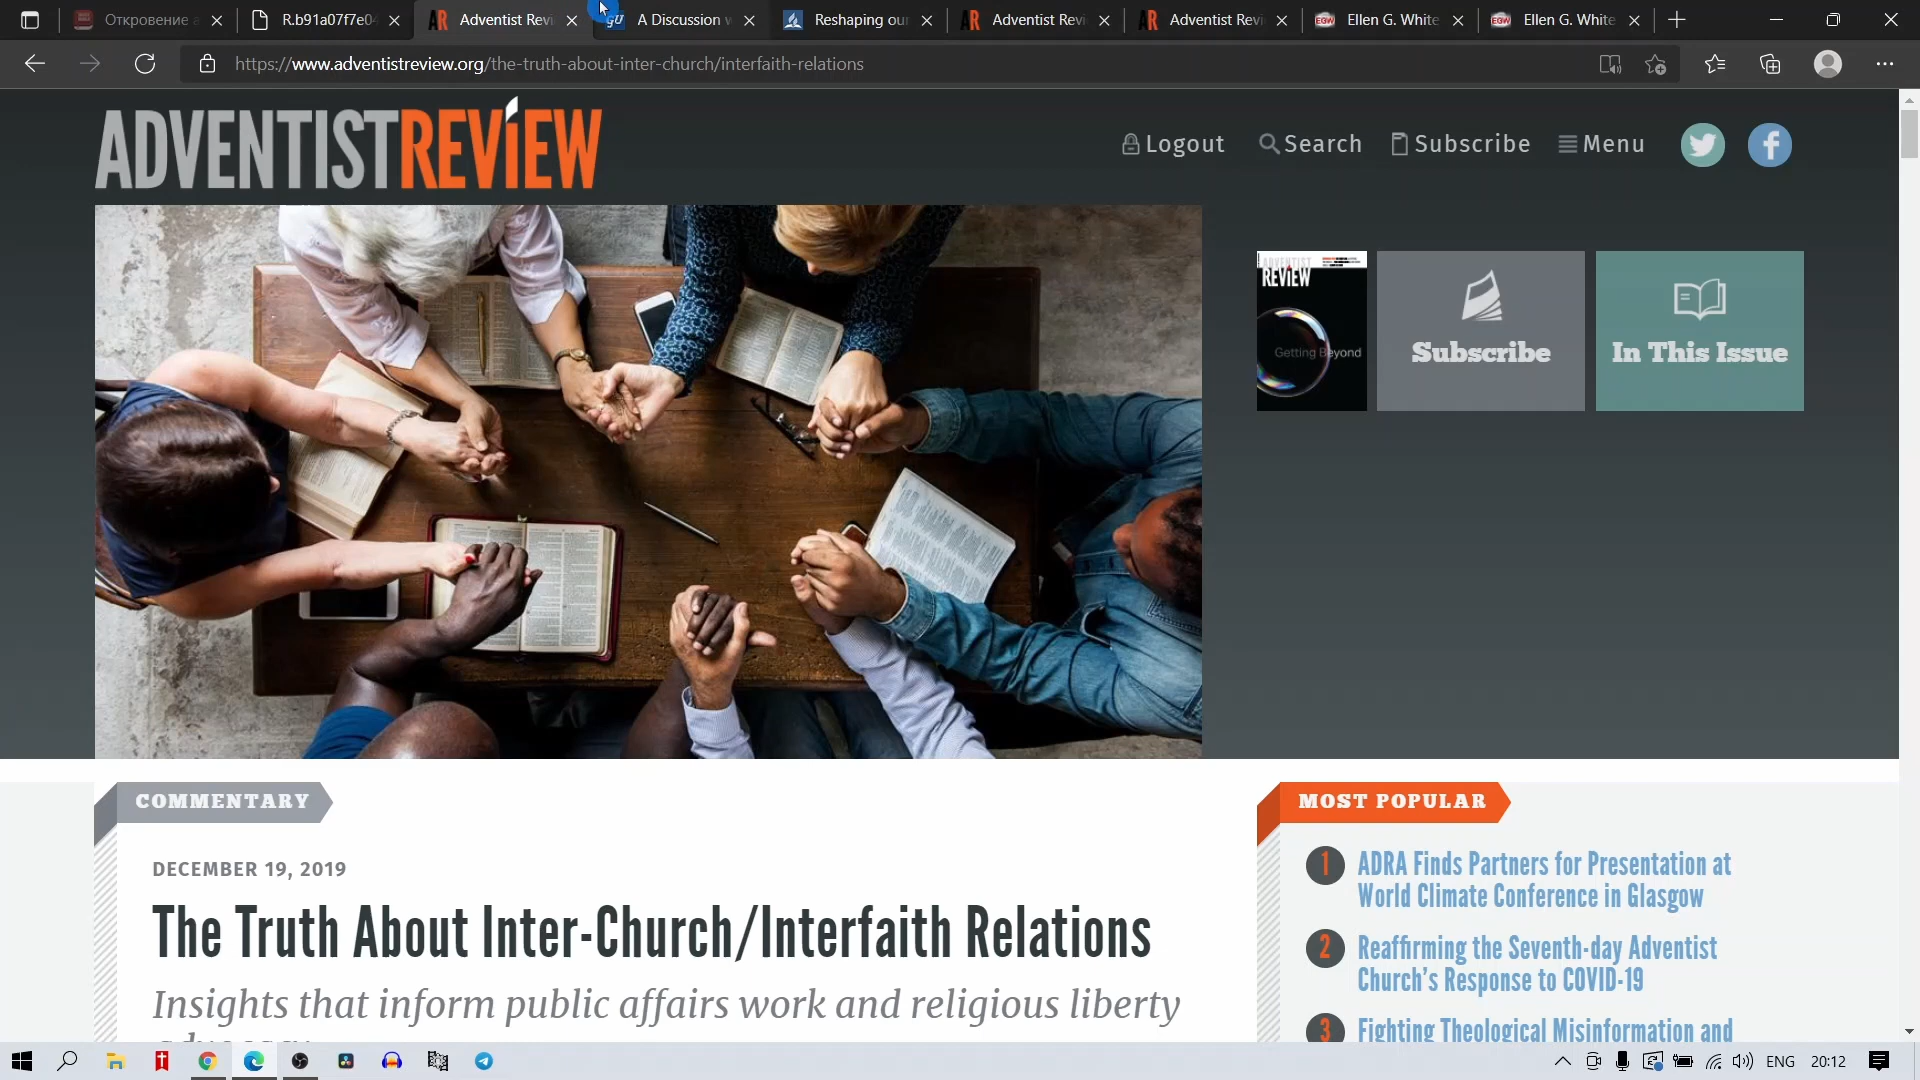 Откровение а
R.b91a07f7e0
Adventist Revi
A Discussion w
Reshaping our
Adventist Revi
Adventist Revi
Ellen G. White
Ellen G. White
https://www.adventistreview.org/the-truth-about-inter-church/interfaith-relations
ADVENTISTREVIEW
Logout
Search
Subscribe
Menu
ADVENTIST
REVIEW
Getting Beyond
Subscribe
In This Issue
COMMENTARY
DECEMBER 19, 2019
The Truth About Inter-Church/Interfaith Relations
Insights that inform public affairs work and religious liberty
MOST POPULAR
1 ADRA Finds Partners for Presentation at
World Climate Conference in Glasgow
2 Reaffirming the Seventh-day Adventist
Church's Response to COVID-19
3 Fighting Theological Misinformation and
ENG 20:12